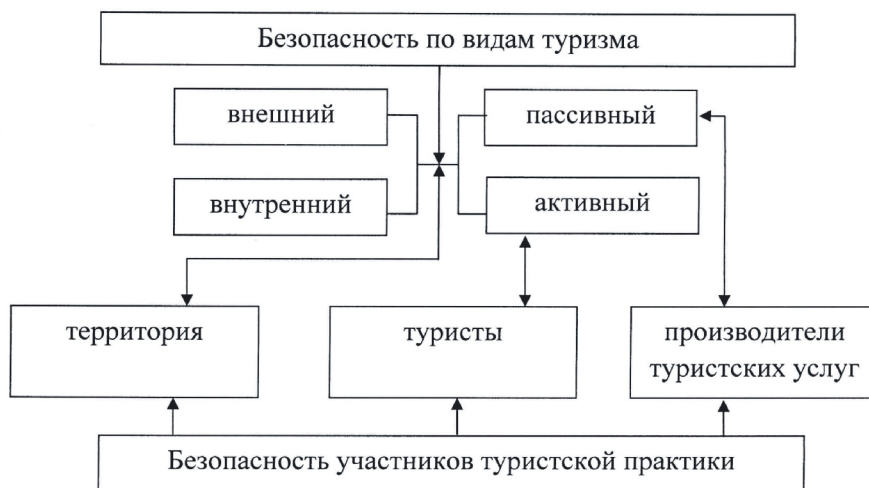 Безопасность по видам туризма
внешний
пассивный
внутренний
активный
территория
туристы
производители
туристских услуг
Безопасность участников туристской практики